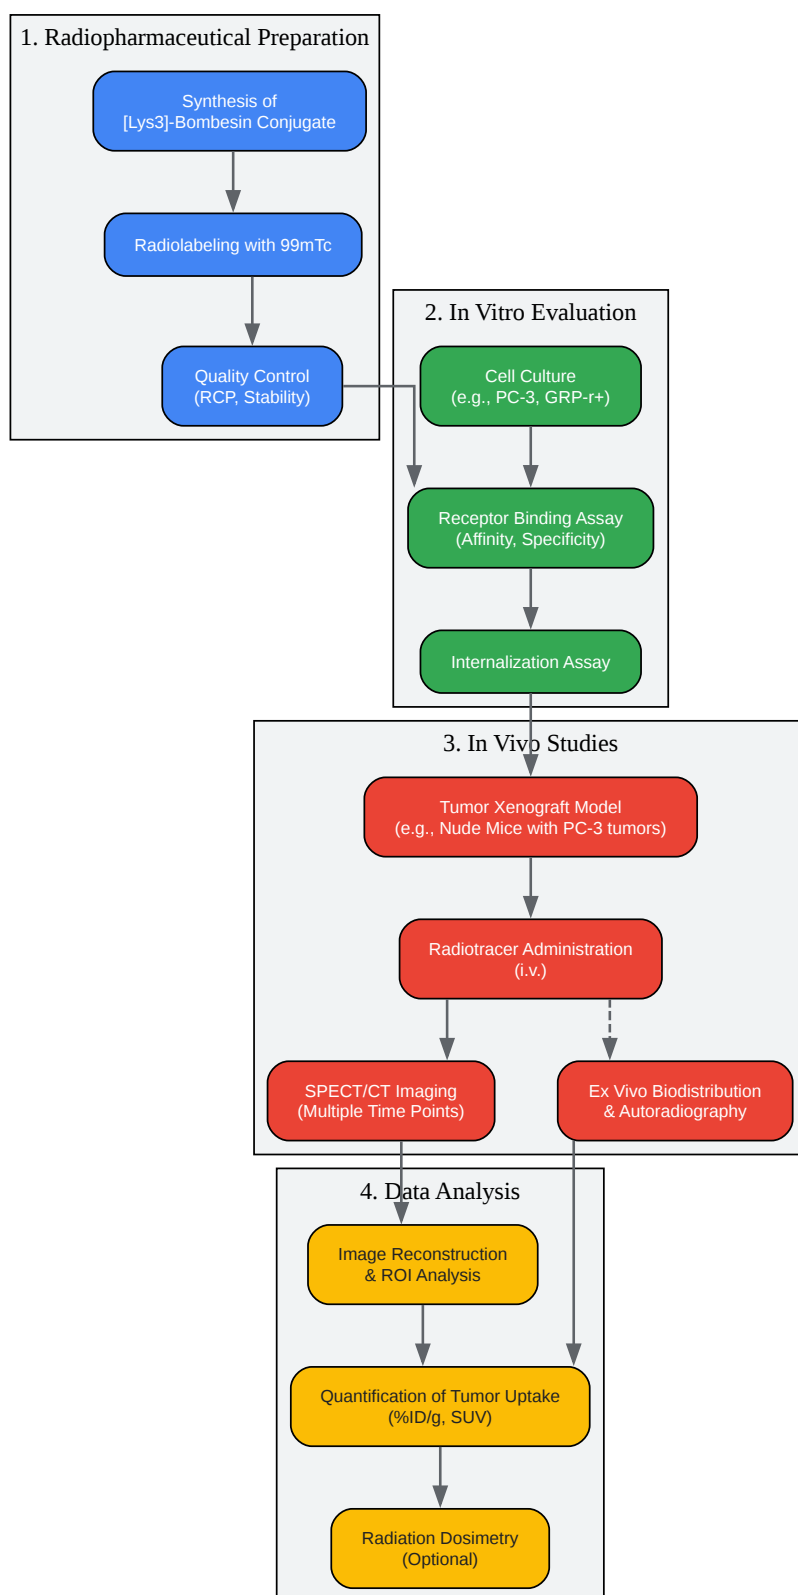 1. Radiopharmaceutical Preparation
Synthesis of
[Lys3]-Bombesin Conjugate
Radiolabeling with 99mTc
Quality Control
(RCP, Stability)
2. In Vitro Evaluation
Cell Culture
(e.g., PC-3, GRP-r+)
Receptor Binding Assay
(Affinity, Specificity)
Internalization Assay
3. In Vivo Studies
Tumor Xenograft Model
(e.g., Nude Mice with PC-3 tumors)
Radiotracer Administration
(i.v.)
SPECT/CT Imaging
(Multiple Time Points)
Ex Vivo Biodistribution
& Autoradiography
4. Data Analysis
Image Reconstruction
& ROI Analysis
Quantification of Tumor Uptake
(%ID/g, SUV)
Radiation Dosimetry
(Optional)